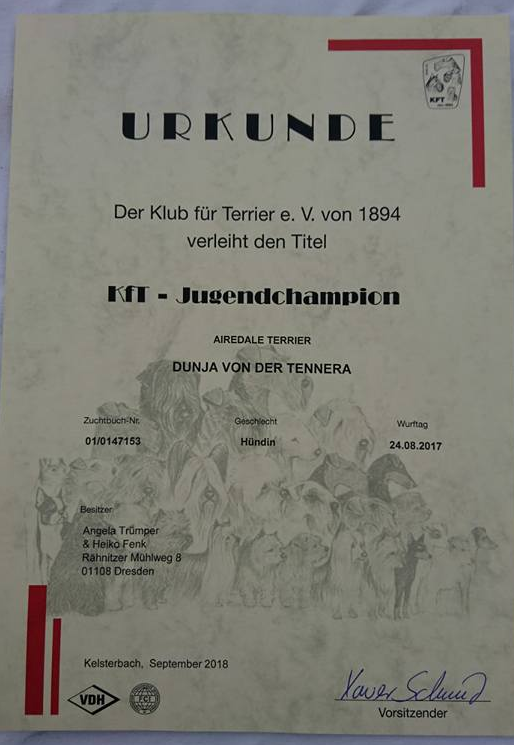 KfT
URKUNDE
Der Klub für Terrier e. V. von 1894
verleiht den Titel
KfT - Jugendchampion
AIREDALE TERRIER
DUNJA VON DER TENNERA
Zuchtbuch-Nr.
01/0147153
Geschlecht
Hündin
Wurftag
24.08.2017
Besitzer
Angela Trümper
& Heiko Fenk
Rähnitzer Mühlweg 8
01108 Dresden
Kelsterbach, September 2018
VDH
FCI
Xaver Schmid
Vorsitzender